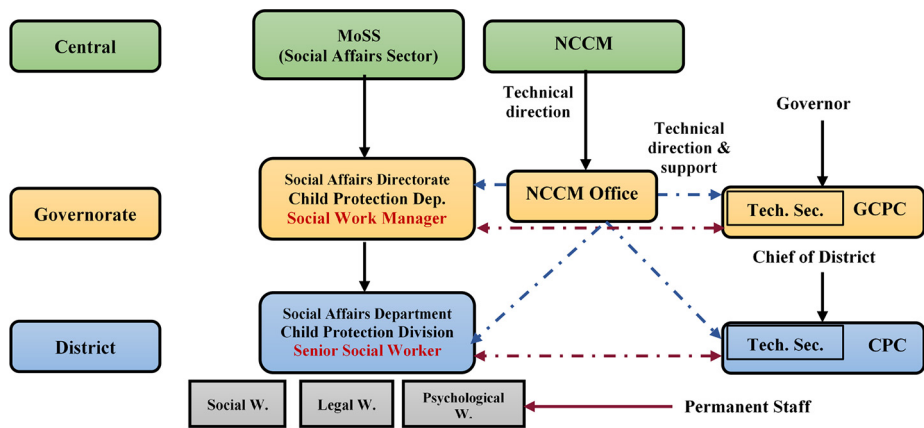 Central
MoSS
(Social Affairs Sector)
NCCM
Technical
direction
Governor
Technical
direction &
support
Governorate
Social Affairs Directorate
Child Protection Dep.
Social Work Manager
NCCM Office
Tech. Sec.
GCPC
Chief of District
District
Social Affairs Department
Child Protection Division
Senior Social Worker
Tech. Sec.
CPC
Social W.
Legal W.
Psychological
W.
Permanent Staff